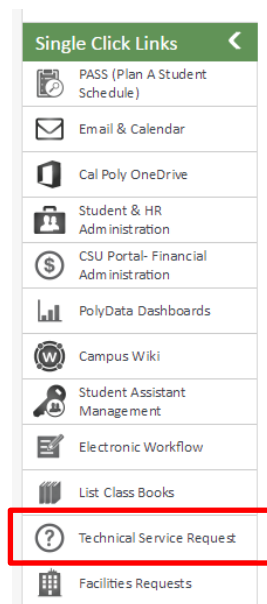 Single Click Links
PASS (Plan A Student
Schedule)
Email & Calendar
Cal Poly OneDrive
Student & HR
Administration
CSU Portal- Financial
Administration
PolyData Dashboards
Campus Wiki
Student Assistant
Management
Electronic Workflow
List Class Books
Technical Service Request
Facilities Requests